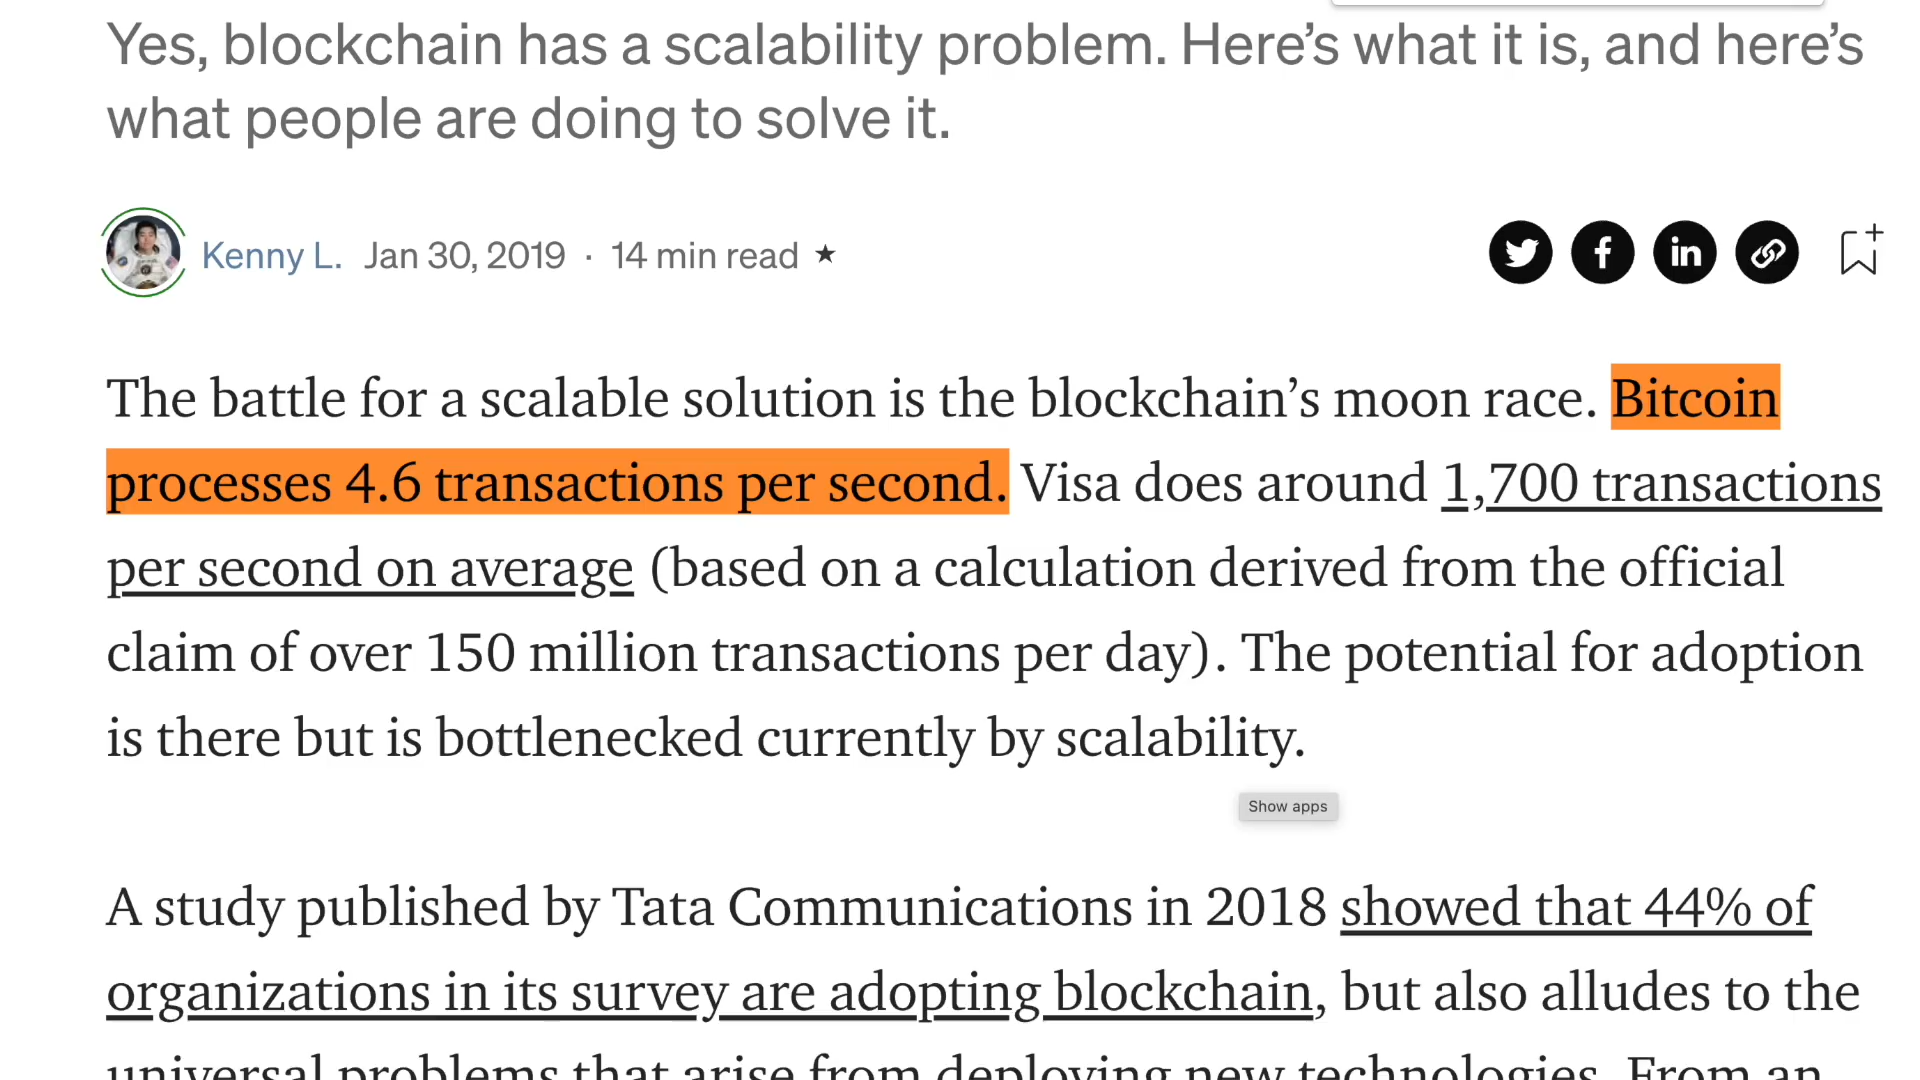 Yes, blockchain has a scalability problem. Here’s what it is, and here’s
what people are doing to solve it.
Kenny L. Jan 30, 2019 · 14 min read ★
The battle for a scalable solution is the blockchain’s moon race. Bitcoin
processes 4.6 transactions per second. Visa does around 1,700 transactions
per second on average (based on a calculation derived from the official
claim of over 150 million transactions per day). The potential for adoption
is there but is bottlenecked currently by scalability.
Show apps
A study published by Tata Communications in 2018 showed that 44% of
organizations in its survey are adopting blockchain, but also alludes to the
universal problems that arise from deploying new technologies. From an